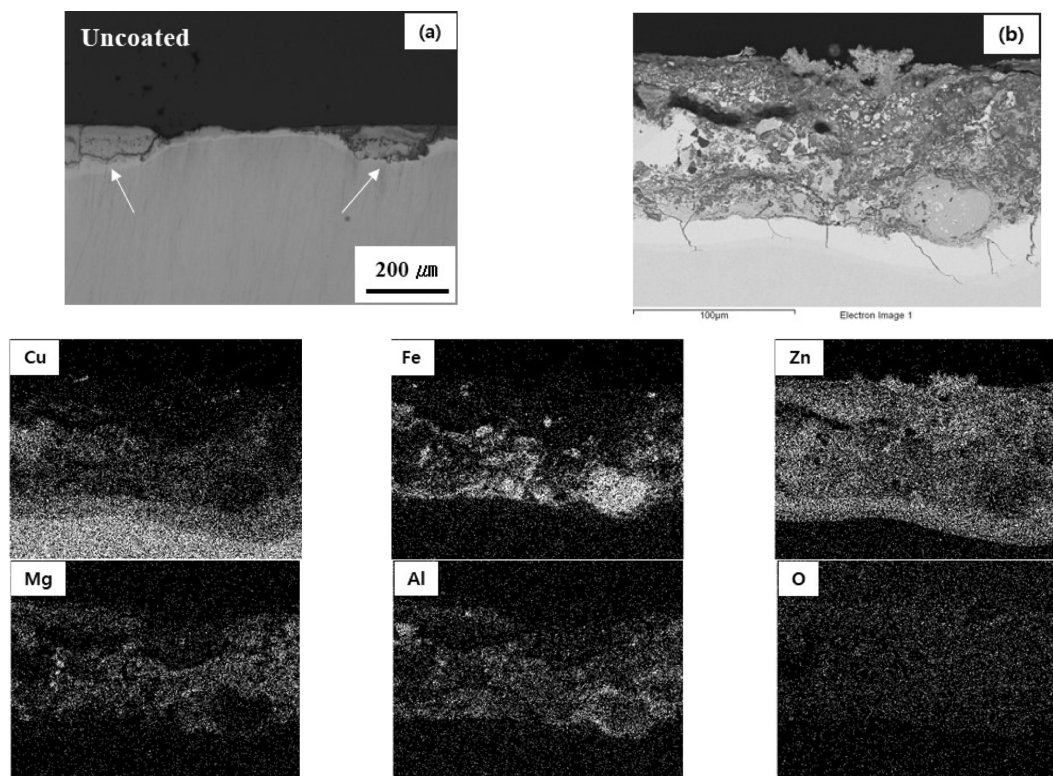 Uncoated
(a)
200 ㎛
(b)
100μm
Electron Image 1
Cu
Fe
Zn
Mg
Al
O